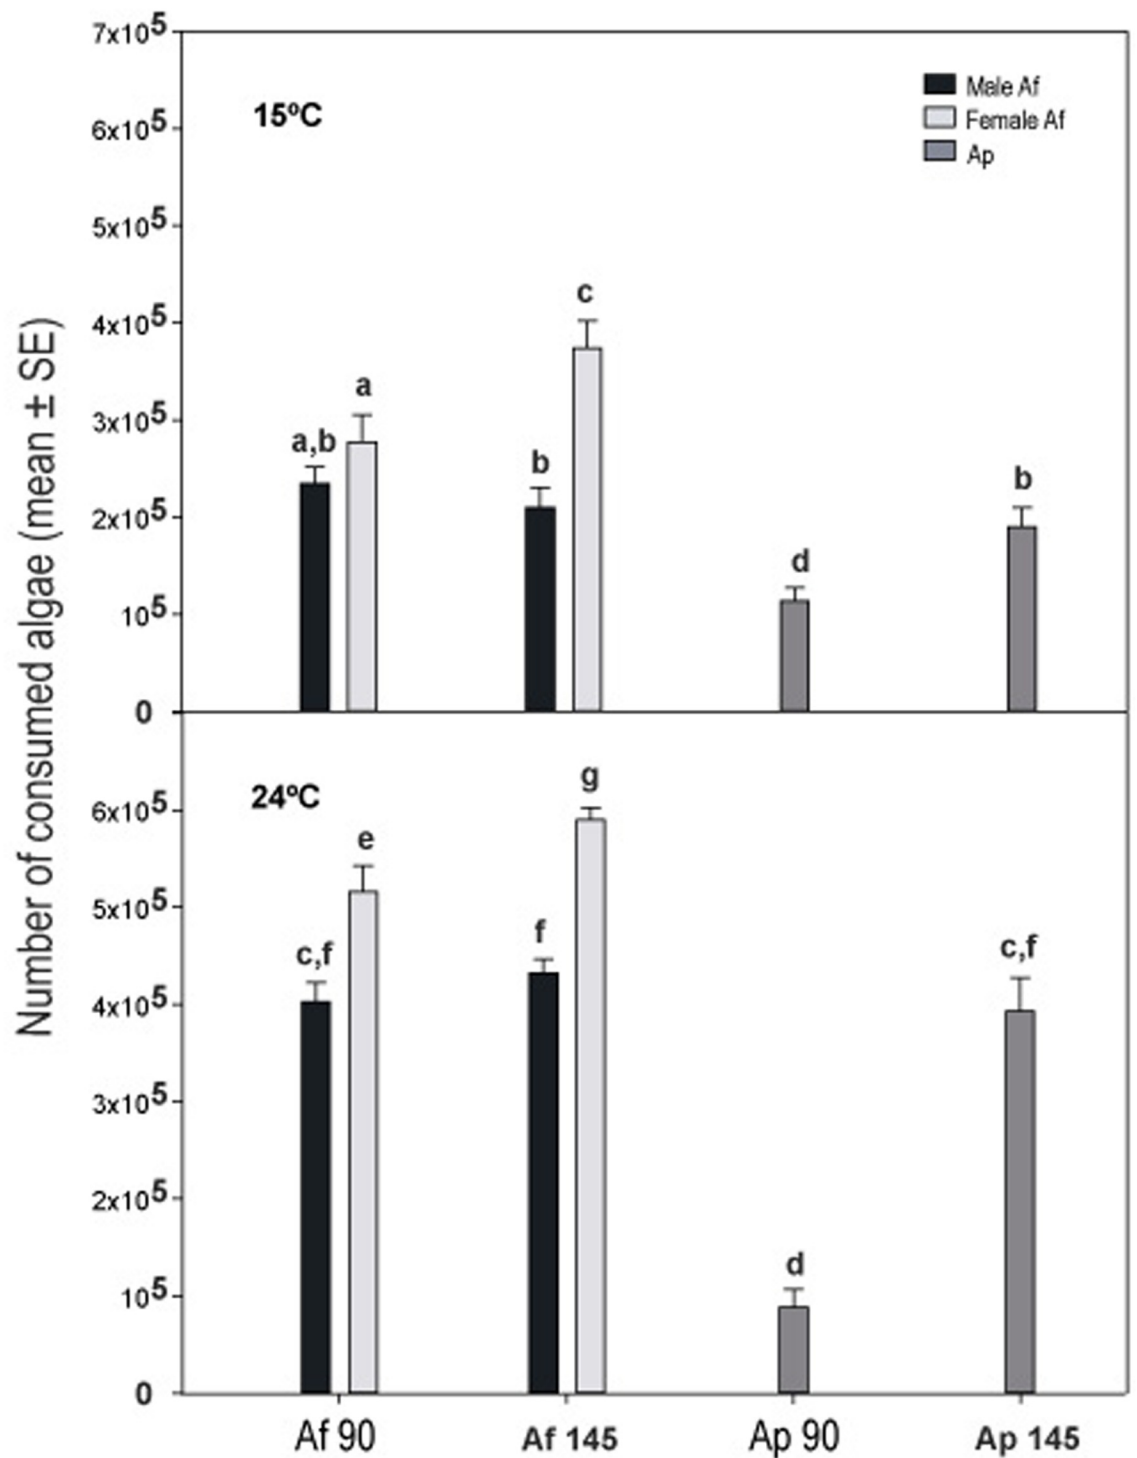 7x10⁵
15ºC
Male Af
6x10⁵
Female Af
Ap
5x10⁵
4x10⁵
c
a
3x10⁵
a,b
b
b
2x10⁵
d
10⁵
0
Number of consumed algae (mean ± SE)
24ºC
g
6x10⁵
e
5x10⁵
f
c,f
c,f
4x10⁵
3x10⁵
2x10⁵
d
10⁵
0
Af 90 Af 145 Ap 90 Ap 145